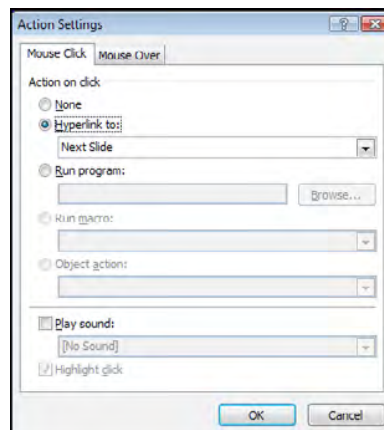 Action Settings
Mouse Click Mouse Over
Action on click
None
Hyperlink to:
Next Slide
Run program:
Browse...
Run macro:
Object action:
Play sound:
[No Sound]
Highlight click
OK Cancel